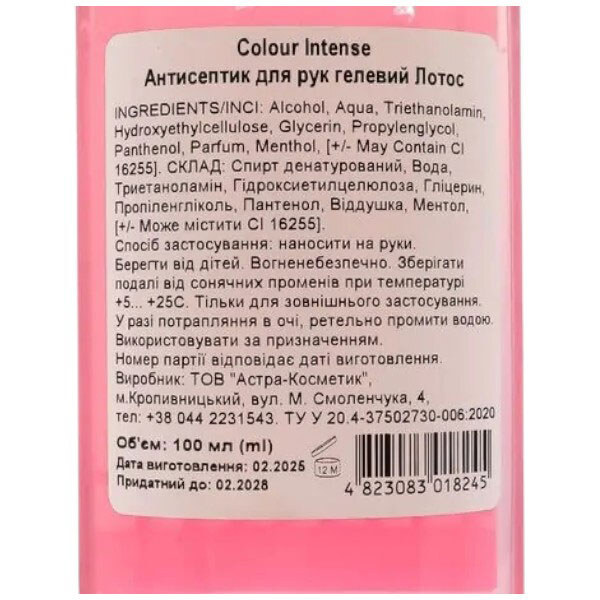 Colour Intense
Антисептик для рук гелевий Лотос
INGREDIENTS/INCI: Alcohol, Aqua, Triethanolamin,
Hydroxyethylcellulose, Glycerin, Propylenglycol,
Panthenol, Parfum, Menthol, [+/- May Contain CI
16255]. СКЛАД: Спирт денатурований, Вода,
Триетаноламін, Гідроксиетилцелюлоза, Гліцерин,
Пропіленгліколь, Пантенол, Віддушка, Ментол,
[+/- Може містити CI 16255].
Спосіб застосування: наносити на руки.
Берегти від дітей. Вогненебезпечно. Зберігати
подалі від сонячних променів при температурі
+5... +25С. Тільки для зовнішнього застосування.
У разі потрапляння в очі, ретельно промити водою.
Використовувати за призначенням.
Номер партії відповідає даті виготовлення.
Виробник: ТОВ "Астра-Косметик",
м.Кропивницький, вул. М. Смоленчука, 4,
тел: +38 044 2231543. ТУ У 20.4-37502730-006:2020
Об'єм: 100 мл (ml)
Дата виготовлення: 02.2025
Придатний до: 02.2028
12 M
4 823083 018245